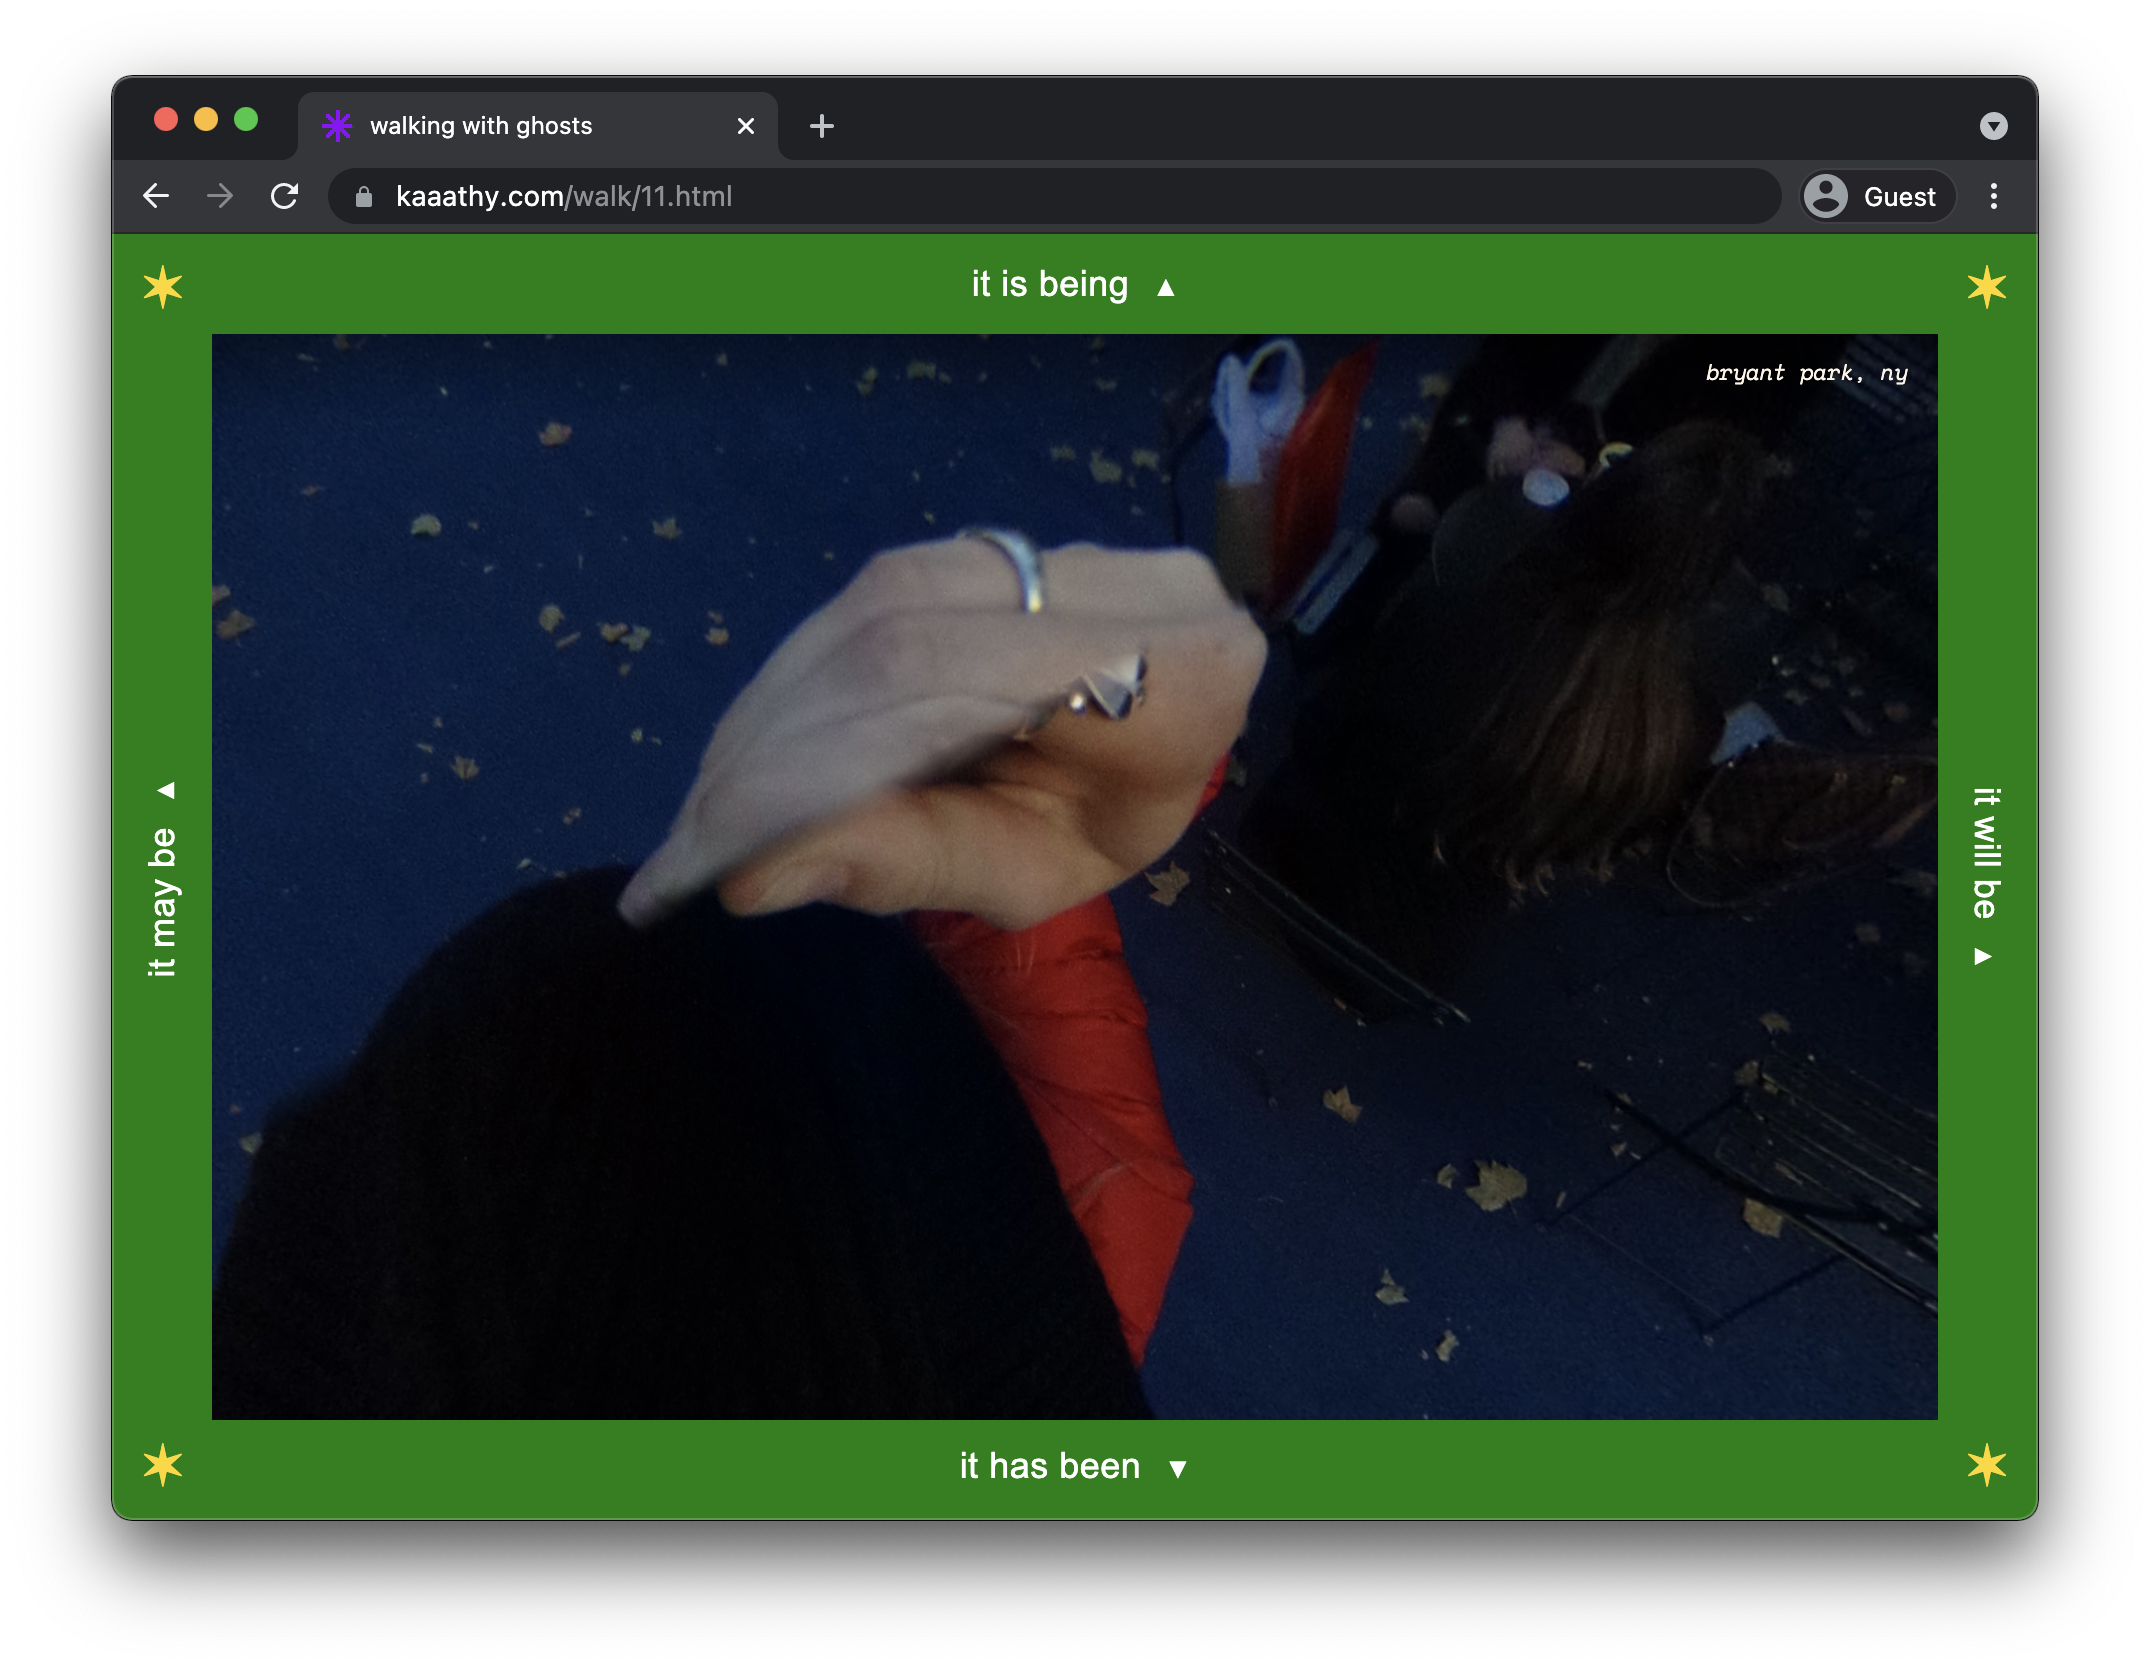 walking with ghosts
kaaathy.com/walk/11.html
Guest
it is being ▲
bryant park, ny
it may be ▲
it will be ▲
it has been ▼